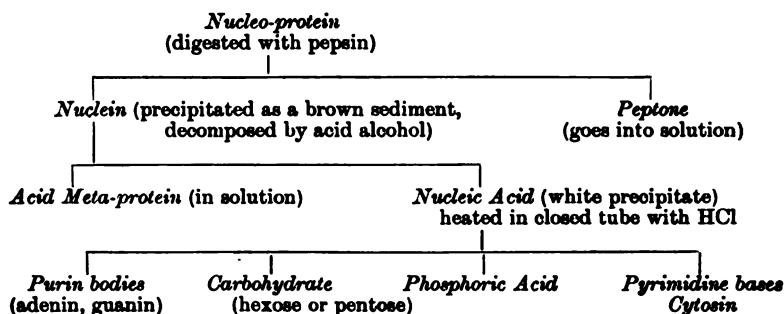 Nucleo-protein
(digested with pepsin)
Nuclein (precipitated as a brown sediment,
decomposed by acid alcohol)
Peptone
(goes into solution)
Acid Meta-protein (in solution)
Nucleic Acid (white precipitate)
heated in closed tube with HCl
Purin bodies
(adenin, guanin)
Carbohydrate
(hexose or pentose)
Phosphoric Acid
Pyrimidine bases
Cytosin